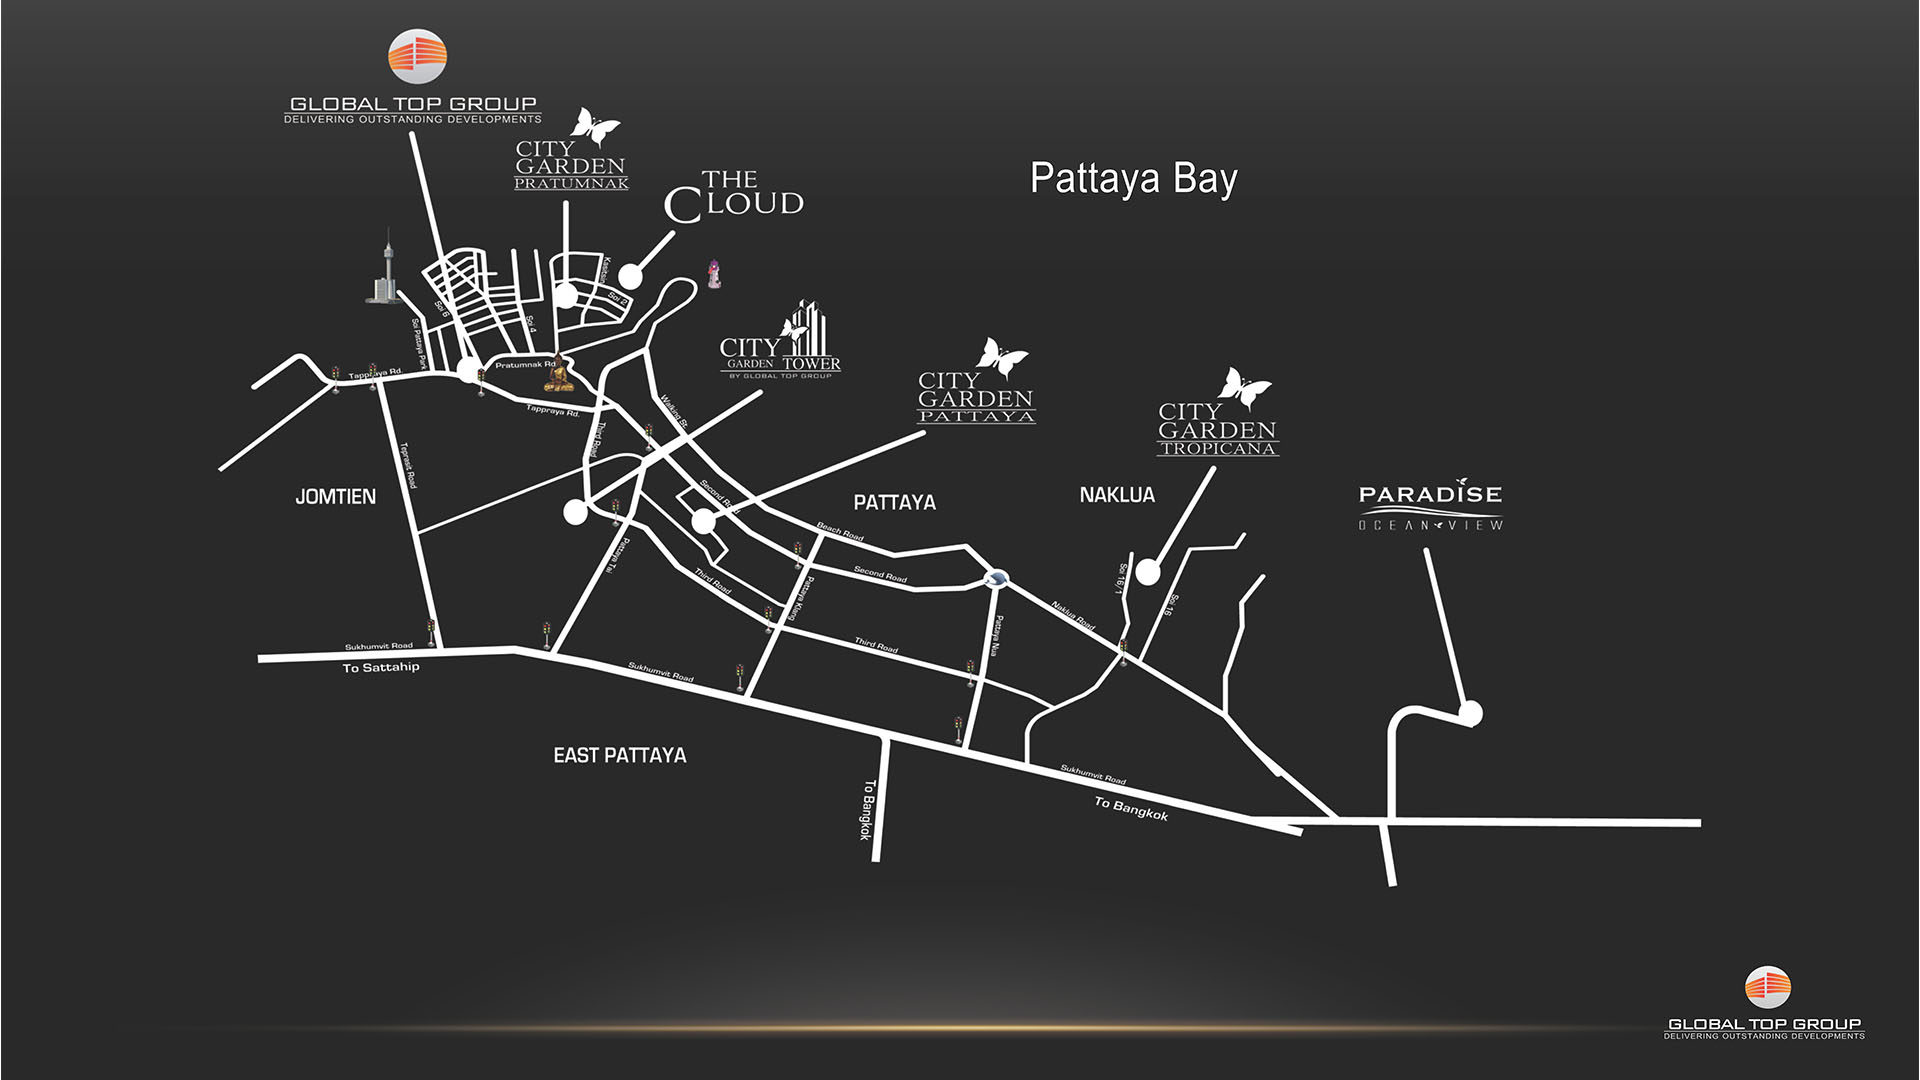 GLOBAL TOP GROUP
DELIVERING OUTSTANDING DEVELOPMENTS
CITY
GARDEN
PRATUMNAK
THE
CLOUD
Pattaya Bay
Kasitsin
Soi 2
Soi 6
Soi 4
Soi Pattaya Park
Pratumnak Rd.
Tappraya Rd.
Tappraya Rd.
CITY
GARDEN TOWER
BY GLOBAL TOP GROUP
CITY
GARDEN
PATTAYA
CITY
GARDEN
TROPICANA
PARADISE
OCEAN VIEW
Walking St.
Third Road
Teprasit Road
JOMTIEN
PATTAYA
NAKLUA
Second Road
Beach Road
Second Road
Pattaya Tai
Third Road
Pattaya Klang
Soi 16/1
Soi 16
Naklua Road
Pattaya Nua
Third Road
Sukhumvit Road
To Sattahip
Sukhumvit Road
EAST PATTAYA
To Bangkok
Sukhumvit Road
To Bangkok
GLOBAL TOP GROUP
DELIVERING OUTSTANDING DEVELOPMENTS